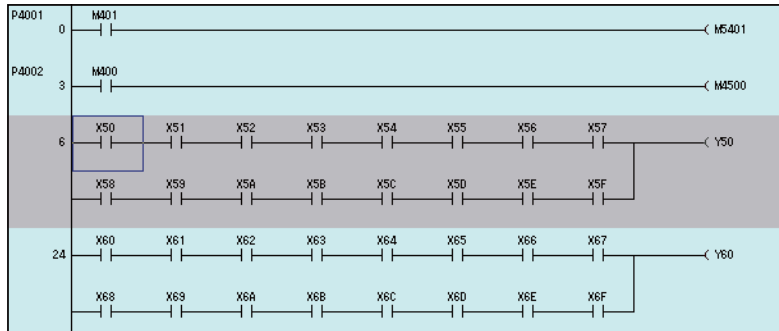 P4001 M401
0 M5401
P4002 M400
3 M4500
X50 X51 X52 X53 X54 X55 X56 X57
6 Y50
X58 X59 X5A X5B X5C X5D X5E X5F
X60 X61 X62 X63 X64 X65 X66 X67
24 Y60
X68 X69 X6A X6B X6C X6D X6E X6F